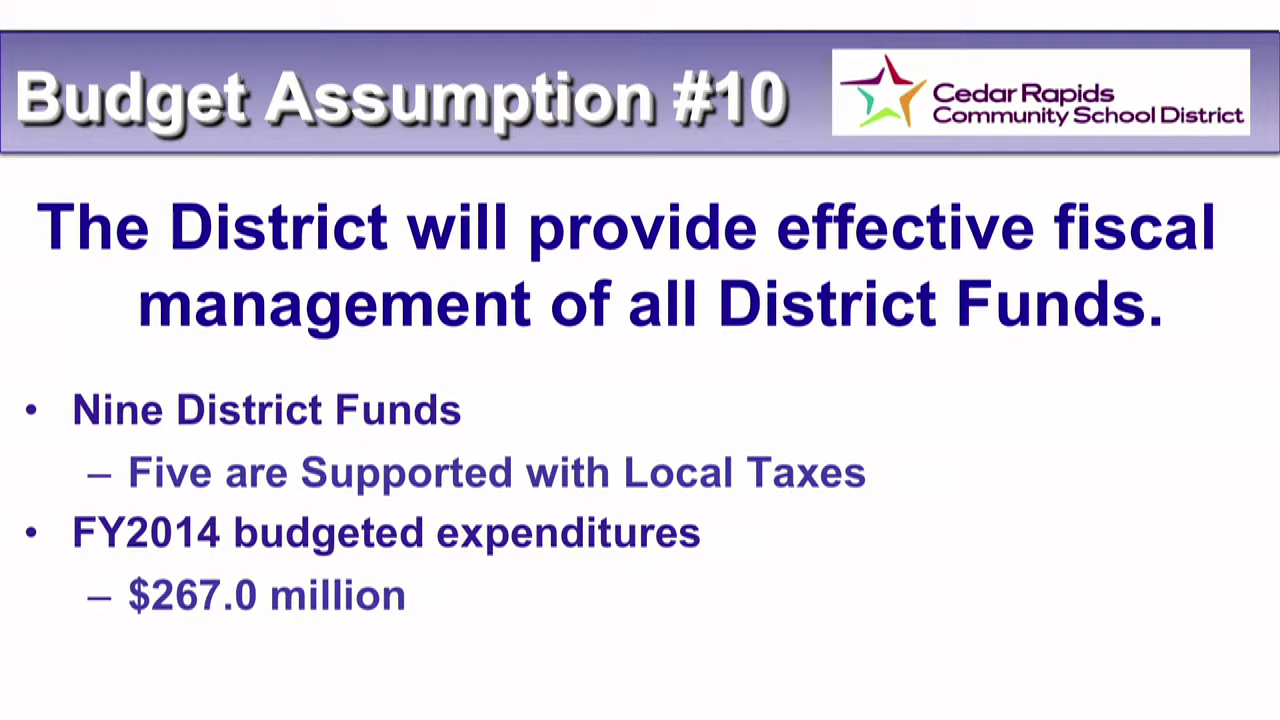 Budget Assumption #10
Cedar Rapids
Community School District
The District will provide effective fiscal
management of all District Funds.
• Nine District Funds
– Five are Supported with Local Taxes
• FY2014 budgeted expenditures
– $267.0 million